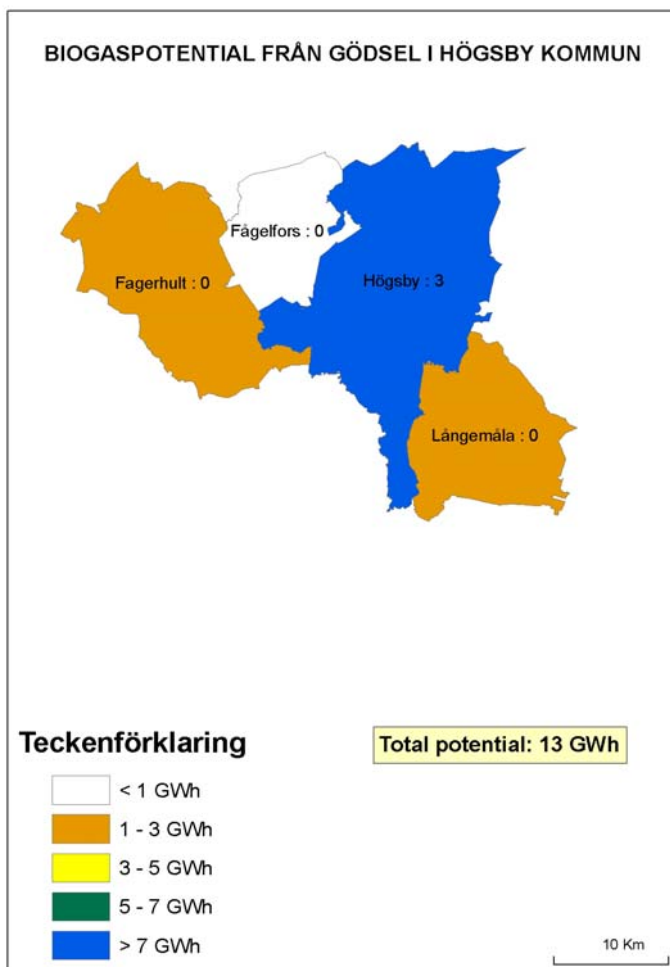 BIOGASPOTENTIAL FRÅN GÖDSEL I HÖGSBY KOMMUN
Fågelfors : 0
Fagerhult : 0
Högsby : 3
Långemåla : 0
Teckenförklaring
Total potential: 13 GWh
< 1 GWh
1 - 3 GWh
3 - 5 GWh
5 - 7 GWh
> 7 GWh
10 Km